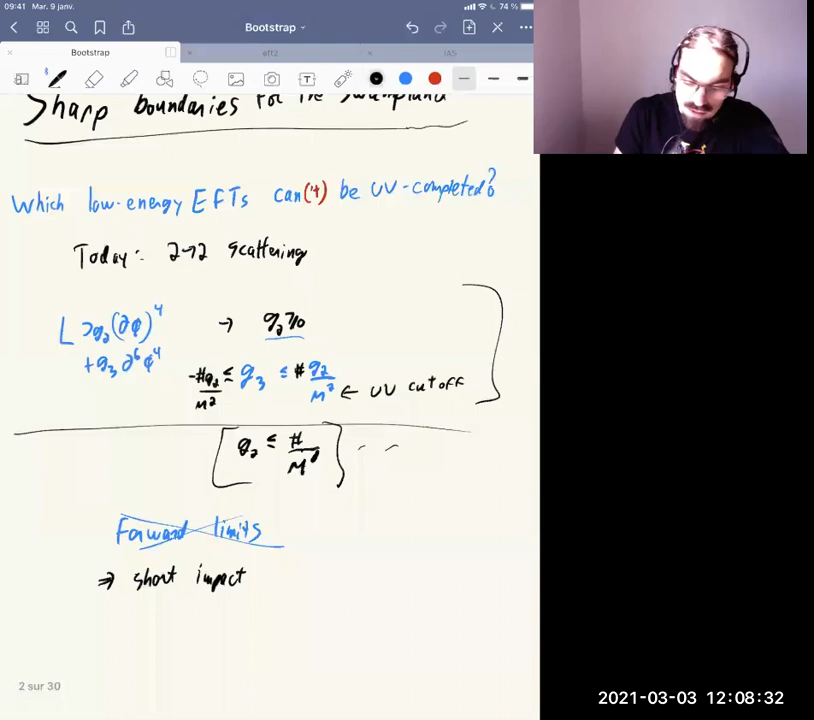 09:41 Mar. 9 janv.
74 %
Bootstrap
Bootstrap eft2 IAS
Sharp boundaries for the swampland
Which low-energy EFTs can('t) be UV-completed?
Today: 2→2 scattering
L ⊃ g₂(∂φ)⁴ → g₂≥0
+g₃ ∂⁶φ⁴
-#g₂/M² ≤ g₃ ≤ # g₂/M² ← UV cutoff
[g₂ ≤ #/M⁴]
Forward limits
⇒ short impact
2 sur 30
2021-03-03 12:08:32